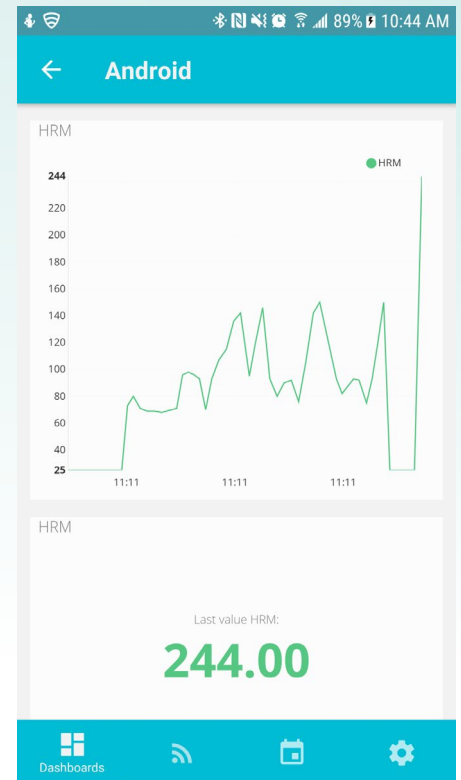 89% 10:44 AM
Android
HRM
HRM
244
220
200
180
160
140
120
100
80
60
40
25
11:11 11:11 11:11
HRM
Last value HRM:
244.00
Dashboards